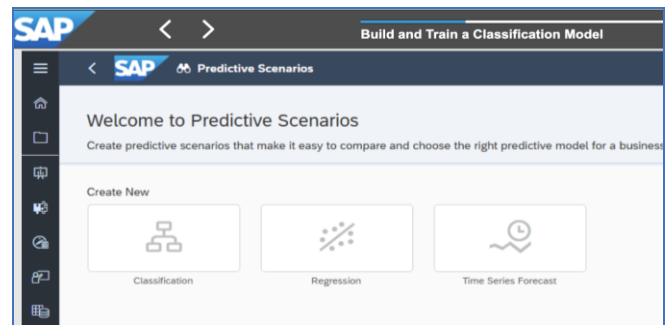 SAP
Build and Train a Classification Model
SAP Predictive Scenarios
Welcome to Predictive Scenarios
Create predictive scenarios that make it easy to compare and choose the right predictive model for a business
Create New
Classification Regression Time Series Forecast